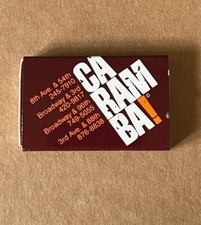 CA
RAM
BA!
8th Ave. & 54th
245-7910
Broadway & 3rd
420-9817
Broadway & 96th
749-5055
3rd Ave. & 88th
876-8838